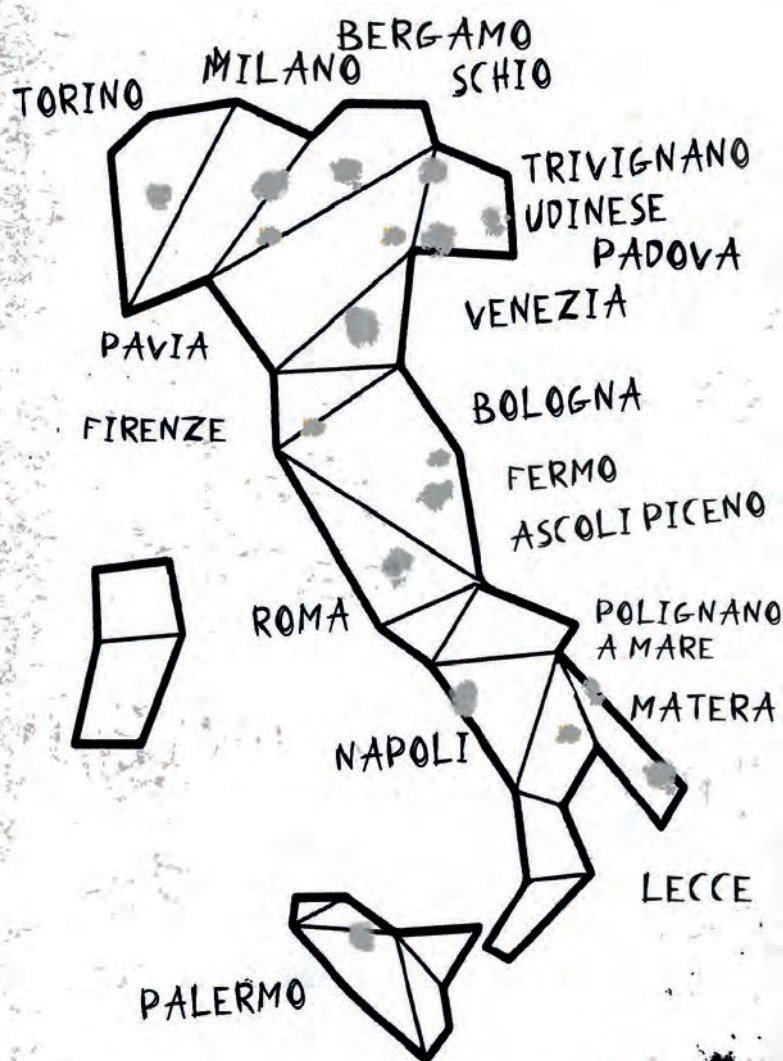 BERGAMO
MILANO
SCHIO
TORINO
TRIVIGNANO
UDINESE
PADOVA
VENEZIA
PAVIA
BOLOGNA
FIRENZE
FERMO
ASCOLI PICENO
ROMA
POLIGNANO
A MARE
MATERA
NAPOLI
LECCE
PALERMO